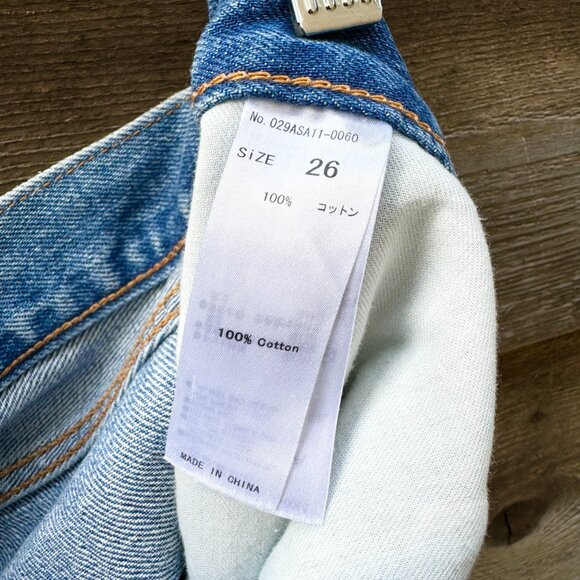 No. 029ASA11-0060
SiZE 26
100% コットン
100% Cotton
MADE IN CHINA